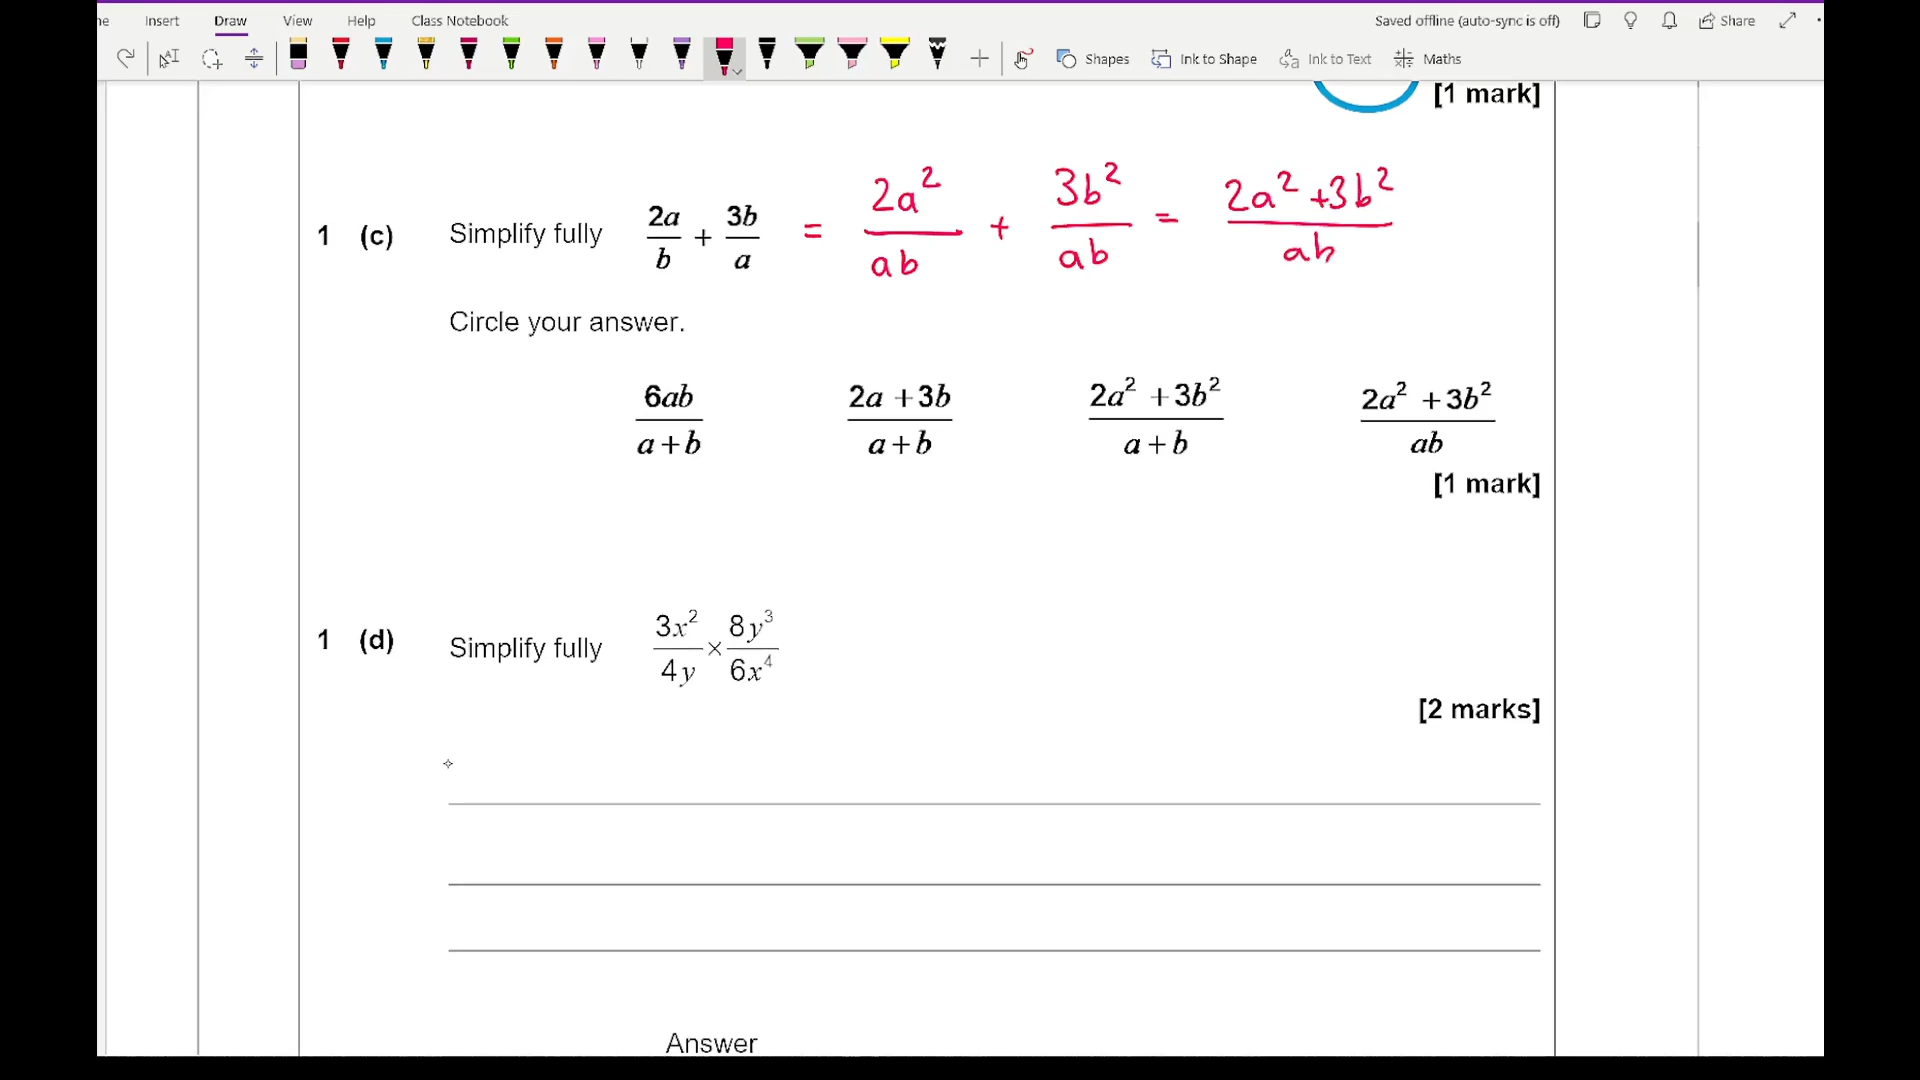 ne Insert Draw View Help Class Notebook Saved offline (auto-sync is off) Share
Shapes Ink to Shape Ink to Text Maths
[1 mark]
1 (c) Simplify fully 2a/b + 3b/a = 2a²/ab + 3b²/ab = 2a² +3b²/ab
Circle your answer.
6ab/a + b 2a + 3b/a + b 2a² + 3b²/a + b 2a² + 3b²/ab
[1 mark]
1 (d) Simplify fully 3x²/4y × 8y³/6x⁴
[2 marks]
Answer